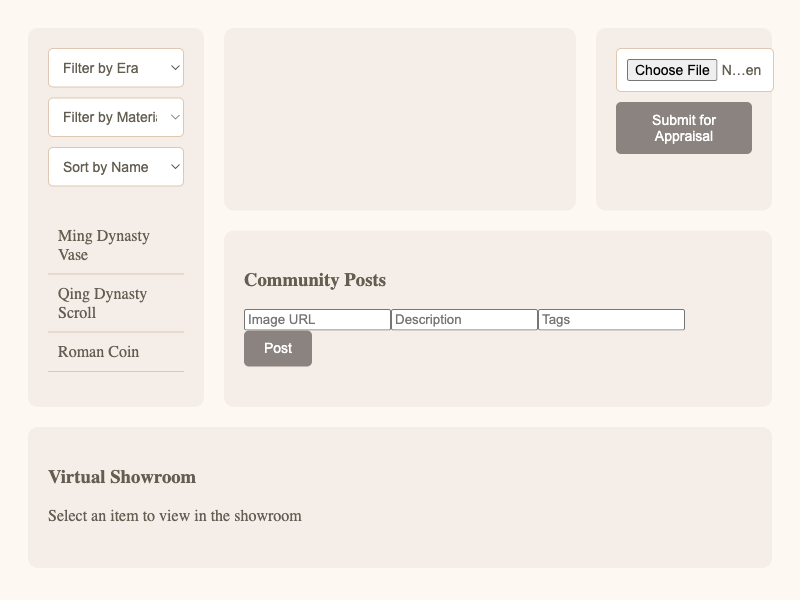 Filter by Era
Filter by Materi
Sort by Name
Ming Dynasty
Vase
Qing Dynasty
Scroll
Roman Coin
Choose File N...en
Submit for
Appraisal
Community Posts
Image URL Description Tags
Post
Virtual Showroom
Select an item to view in the showroom